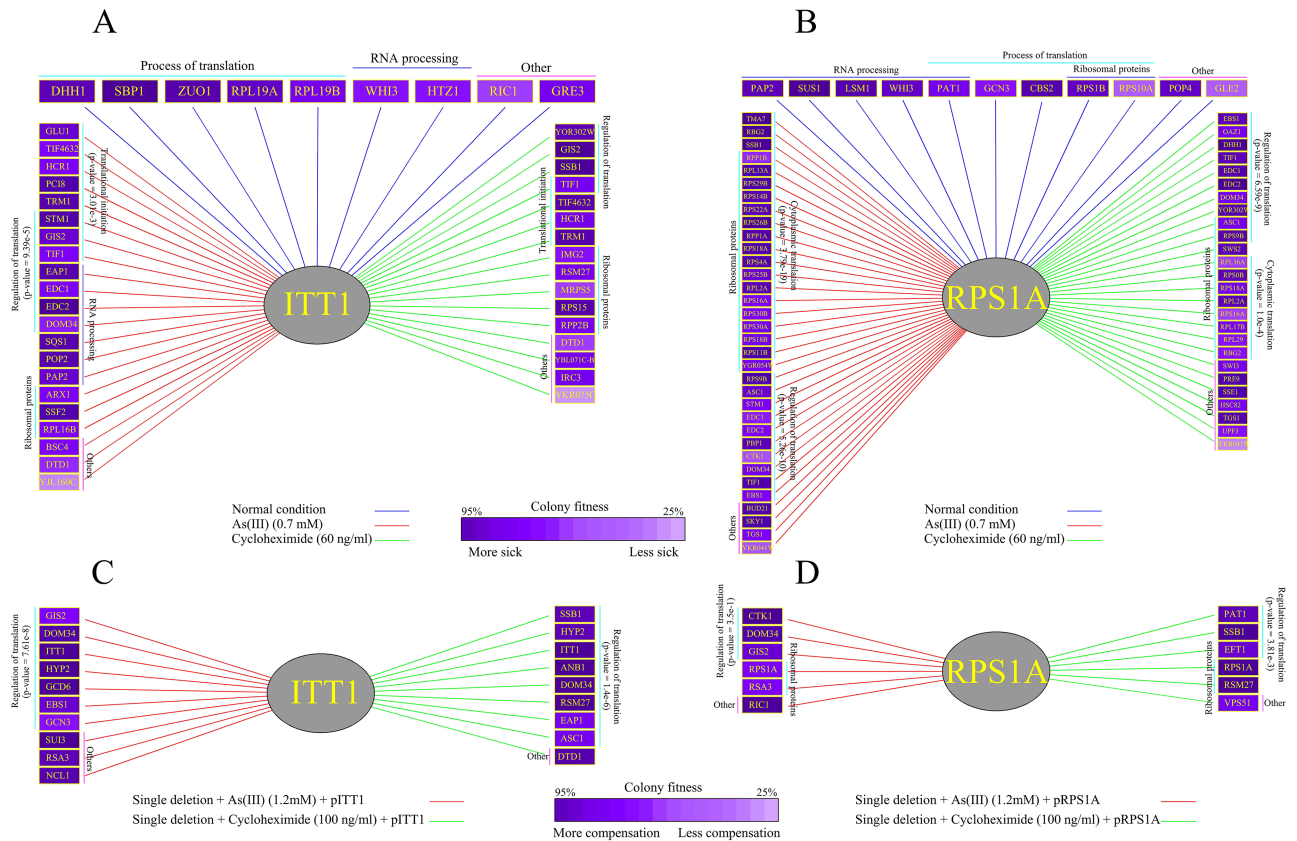 A
Process of translation
RNA processing
Other
DHH1
SBP1
ZUO1
RPL19A
RPL19B
WHI3
HTZ1
RIC1
GRE3
GLU1
TIF4632
HCR1
PCI8
TRM1
STM1
GIS2
TIF1
EAP1
EDC1
EDC2
DOM34
SQS1
POP2
PAP2
ARX1
SSF2
RPL16B
BSC4
DTD1
YJL160C
Translational initiation
(p-value = 3.01e-3)
Regulation of translation
(p-value = 9.39e-5)
RNA processing
Ribosomal proteins
Others
ITT1
YOR302W
GIS2
SSB1
TIF1
TIF4632
HCR1
TRM1
IMG2
RSM27
MRPS5
RPS15
RPP2B
DTD1
YBL071C-B
IRC3
YKR075C
Regulation of translation
Translational initiation
Ribosomal proteins
Others
Normal condition
As(III) (0.7 mM)
Cycloheximide (60 ng/ml)
Colony fitness
95%
25%
More sick
Less sick
B
Process of translation
RNA processing
Ribosomal proteins
Other
PAP2
SUS1
LSM1
WHI3
PAT1
GCN3
CBS2
RPS1B
RPS10A
POP4
GLE2
TMA7
RBG2
SSB1
RPP1B
RPL13A
RPS29B
RPS14B
RPS22A
RPS26B
RPP1A
RPS18A
RPS4A
RPS25B
RPL2A
RPS16A
RPS30B
RPS30A
RPS18B
RPS11B
YGR054W
RPS9B
ASC1
STM1
EDC1
EDC2
PBP1
CTK1
DOM34
TIF1
EBS1
BUD21
SKY1
TGS1
YKR041W
Ribosomal proteins
Cytoplasmic translation
(p-value = 3.79e-19)
Regulation of translation
(p-value = 5.26e-10)
Others
RPS1A
EBS1
OAZ1
DHH1
TIF1
EDC1
EDC2
DOM34
YOR302W
ASC1
RPS9B
SWS2
RPL36A
RPS0B
RPS18A
RPL2A
RPS16A
RPL17B
RPL29
RBG2
SWI3
PRE9
SSE1
HSC82
TGS1
UPF3
YKR041W
Regulation of translation
(p-value = 6.59e-9)
Ribosomal proteins
Cytoplasmic translation
(p-value = 1.0e-4)
Others
Normal condition
As(III) (0.7 mM)
Cycloheximide (60 ng/ml)
C
GIS2
DOM34
ITT1
HYP2
GCD6
EBS1
GCN3
SUI3
RSA3
NCL1
Regulation of translation
(p-value = 7.61e-8)
Others
ITT1
SSB1
HYP2
ITT1
ANB1
DOM34
RSM27
EAP1
ASC1
DTD1
Regulation of translation
(p-value = 1.4e-6)
Other
Single deletion + As(III) (1.2mM) + pITT1
Single deletion + Cycloheximide (100 ng/ml) + pITT1
Colony fitness
95%
25%
More compensation
Less compensation
D
CTK1
DOM34
GIS2
RPS1A
RSA3
RIC1
Regulation of translation
(p-value = 3.5e-1)
Ribosomal proteins
Other
RPS1A
PAT1
SSB1
EFT1
RPS1A
RSM27
VPS51
Regulation of translation
(p-value = 3.81e-3)
Ribosomal proteins
Other
Single deletion + As(III) (1.2mM) + pRPS1A
Single deletion + Cycloheximide (100 ng/ml) + pRPS1A